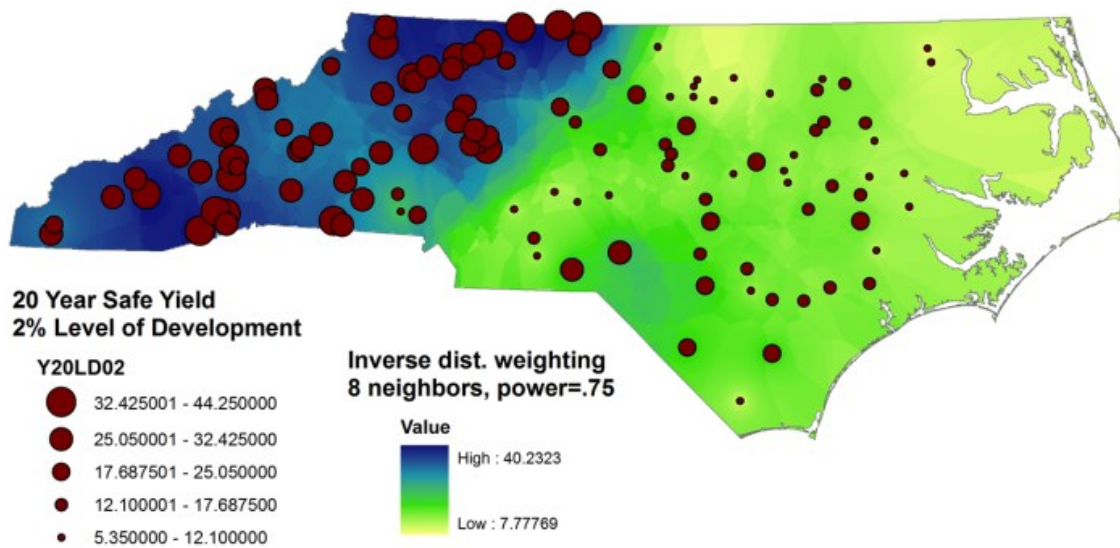 20 Year Safe Yield
2% Level of Development
Y20LD02
32.425001 - 44.250000
25.050001 - 32.425000
17.687501 - 25.050000
12.100001 - 17.687500
5.350000 - 12.100000
Inverse dist. weighting
8 neighbors, power=.75
Value
High : 40.2323
Low : 7.77769